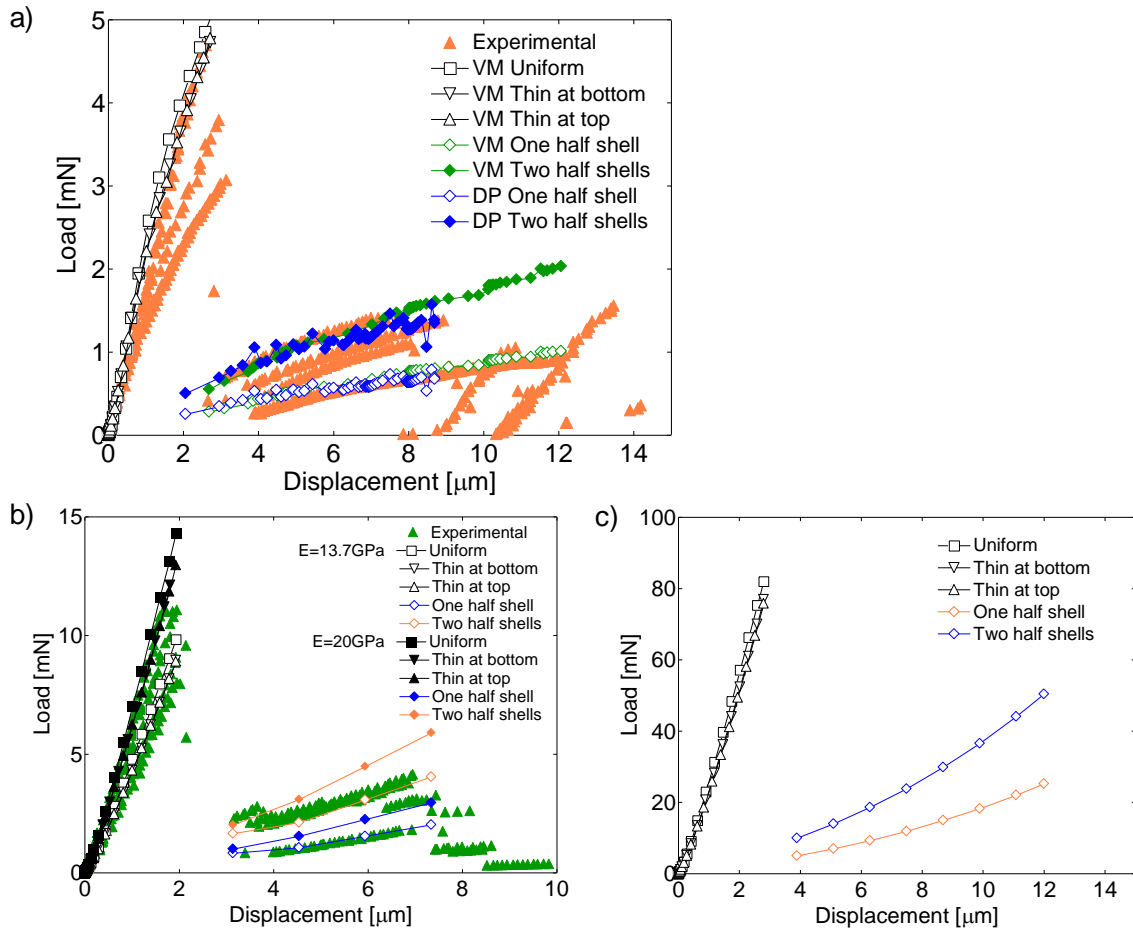 a)
5
4
3
2
1
0
Load [mN]
0 2 4 6 8 10 12 14
Displacement [μm]
Experimental
VM Uniform
VM Thin at bottom
VM Thin at top
VM One half shell
VM Two half shells
DP One half shell
DP Two half shells
b)
15
10
5
0
Load [mN]
0 2 4 6 8 10
Displacement [μm]
Experimental
E=13.7GPa Uniform
Thin at bottom
Thin at top
One half shell
Two half shells
E=20GPa Uniform
Thin at bottom
Thin at top
One half shell
Two half shells
c)
100
80
60
40
20
0
Load [mN]
0 2 4 6 8 10 12 14
Displacement [μm]
Uniform
Thin at bottom
Thin at top
One half shell
Two half shells